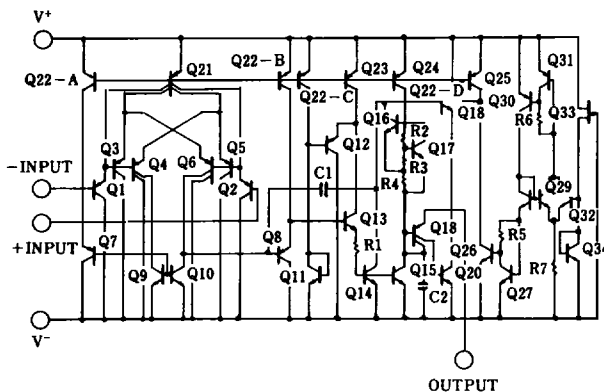 V+
Q22-A
Q21
Q22-B
Q22-C
Q23
Q24
Q22-D
Q25
Q30
Q31
Q33
R6
Q3
Q4
Q6
Q5
Q12
Q16
R2
Q17
R3
R4
Q18
-INPUT
Q1
Q2
C1
Q29
+INPUT
Q13
Q18
Q32
Q7
Q8
R1
Q26
R5
Q34
Q9
Q10
Q11
Q14
Q15
C2
Q20
Q27
R7
V-
OUTPUT